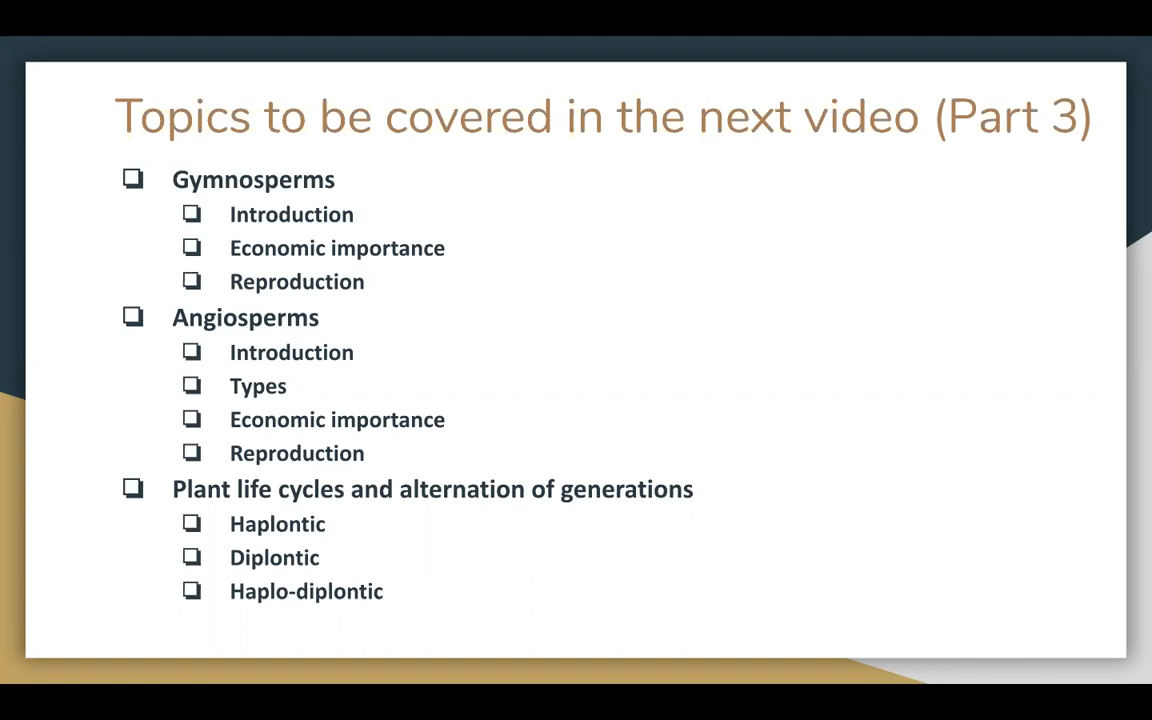 Topics to be covered in the next video (Part 3)
Gymnosperms
Introduction
Economic importance
Reproduction
Angiosperms
Introduction
Types
Economic importance
Reproduction
Plant life cycles and alternation of generations
Haplontic
Diplontic
Haplo-diplontic